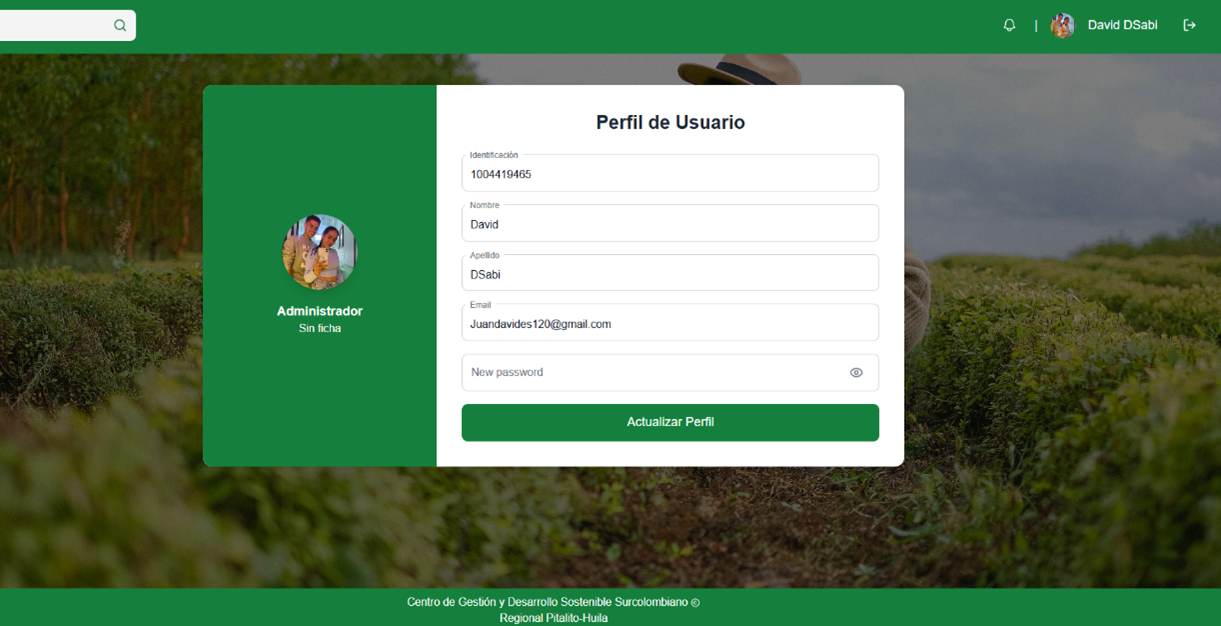 | David DSabi
Perfil de Usuario
Identificación
1004419465
Nombre
David
Apellido
DSabi
Email
Juandavides120@gmail.com
New password
Actualizar Perfil
Administrador
Sin ficha
Centro de Gestión y Desarrollo Sostenible Surcolombiano ©
Regional Pitalito-Huila